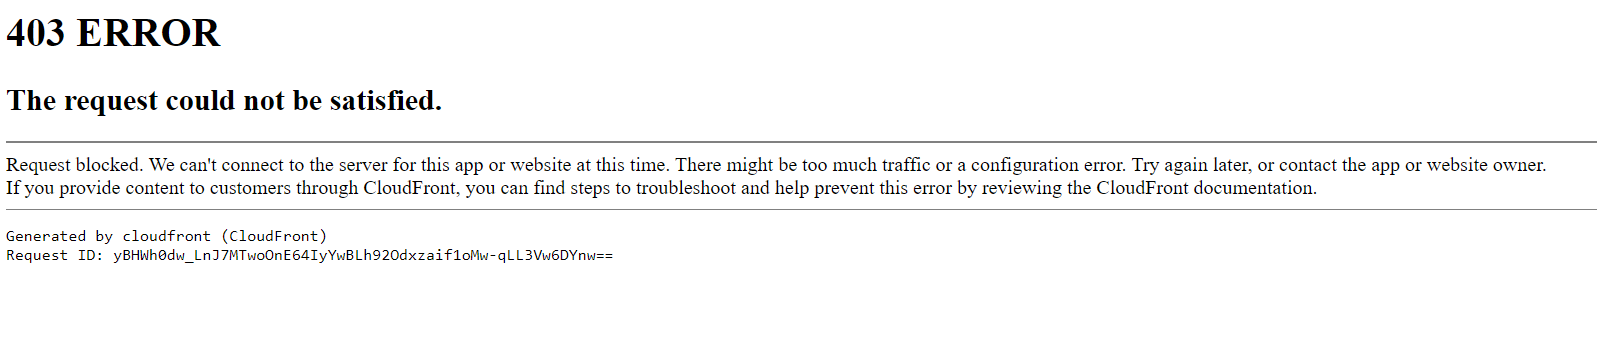 403 ERROR
The request could not be satisfied.
Request blocked. We can't connect to the server for this app or website at this time. There might be too much traffic or a configuration error. Try again later, or contact the app or website owner.
If you provide content to customers through CloudFront, you can find steps to troubleshoot and help prevent this error by reviewing the CloudFront documentation.
Generated by cloudfront (CloudFront)
Request ID: yBHWh0dw_LnJ7MTwoOnE64IyYwBLh92Odxzaif1oMw-qLL3Vw6DYnw==